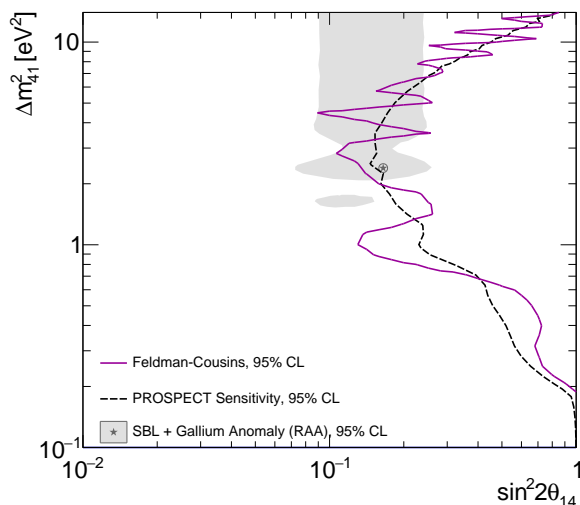 Δm²₄₁ [eV²]
10
1
10⁻¹
Feldman-Cousins, 95% CL
PROSPECT Sensitivity, 95% CL
SBL + Gallium Anomaly (RAA), 95% CL
10⁻² 10⁻¹ 1
sin²2θ₁₄